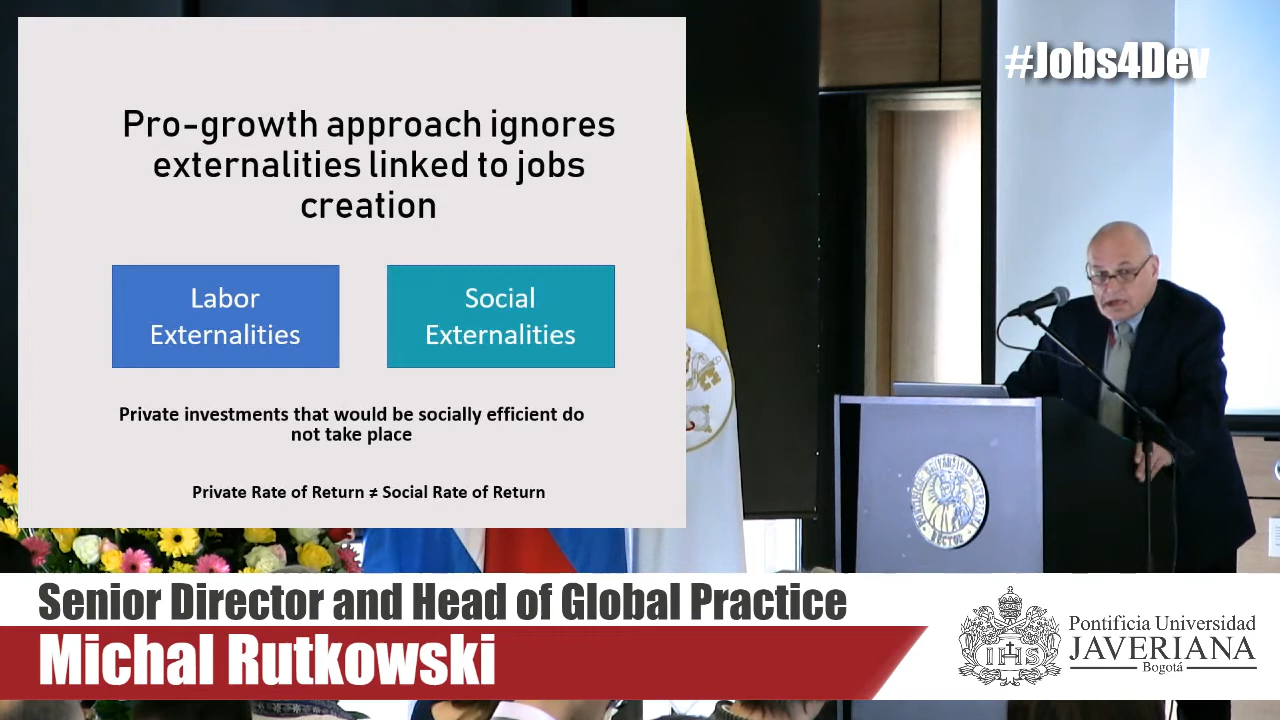 #Jobs4Dev
Pro-growth approach ignores
externalities linked to jobs
creation
Labor
Externalities
Social
Externalities
Private investments that would be socially efficient do
not take place
Private Rate of Return ≠ Social Rate of Return
Senior Director and Head of Global Practice
Michal Rutkowski
IHS
Pontificia Universidad
JAVERIANA
Bogotá